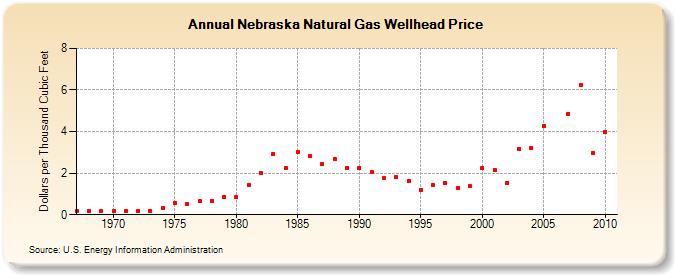 Annual Nebraska Natural Gas Wellhead Price
Dollars per Thousand Cubic Feet
8
6
4
2
0
1970 1975 1980 1985 1990 1995 2000 2005 2010
Source: U.S. Energy Information Administration